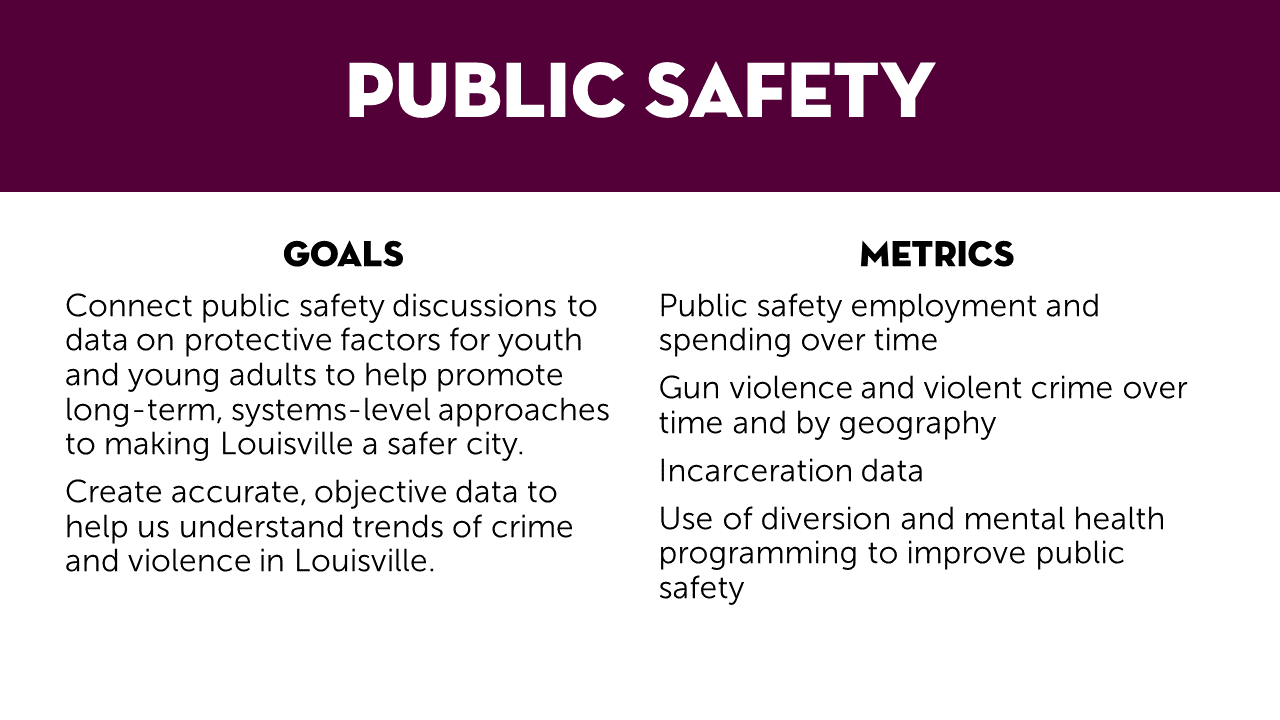 PUBLIC SAFETY
GOALS
Connect public safety discussions to
data on protective factors for youth
and young adults to help promote
long-term, systems-level approaches
to making Louisville a safer city.
Create accurate, objective data to
help us understand trends of crime
and violence in Louisville.
METRICS
Public safety employment and
spending over time
Gun violence and violent crime over
time and by geography
Incarceration data
Use of diversion and mental health
programming to improve public
safety